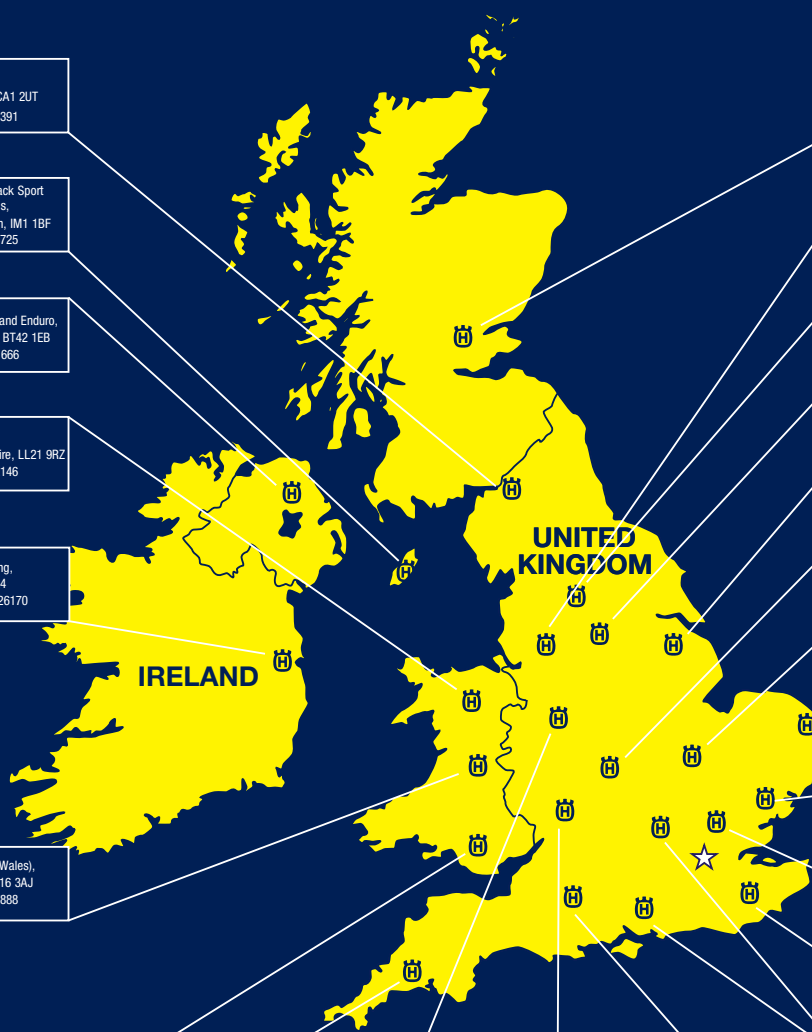 CA1 2UT
391
ack Sport
s,
n, IM1 1BF
725
and Enduro,
BT42 1EB
666
ire, LL21 9RZ
146
ng,
4
26170
Wales),
16 3AJ
888
UNITED
KINGDOM
IRELAND